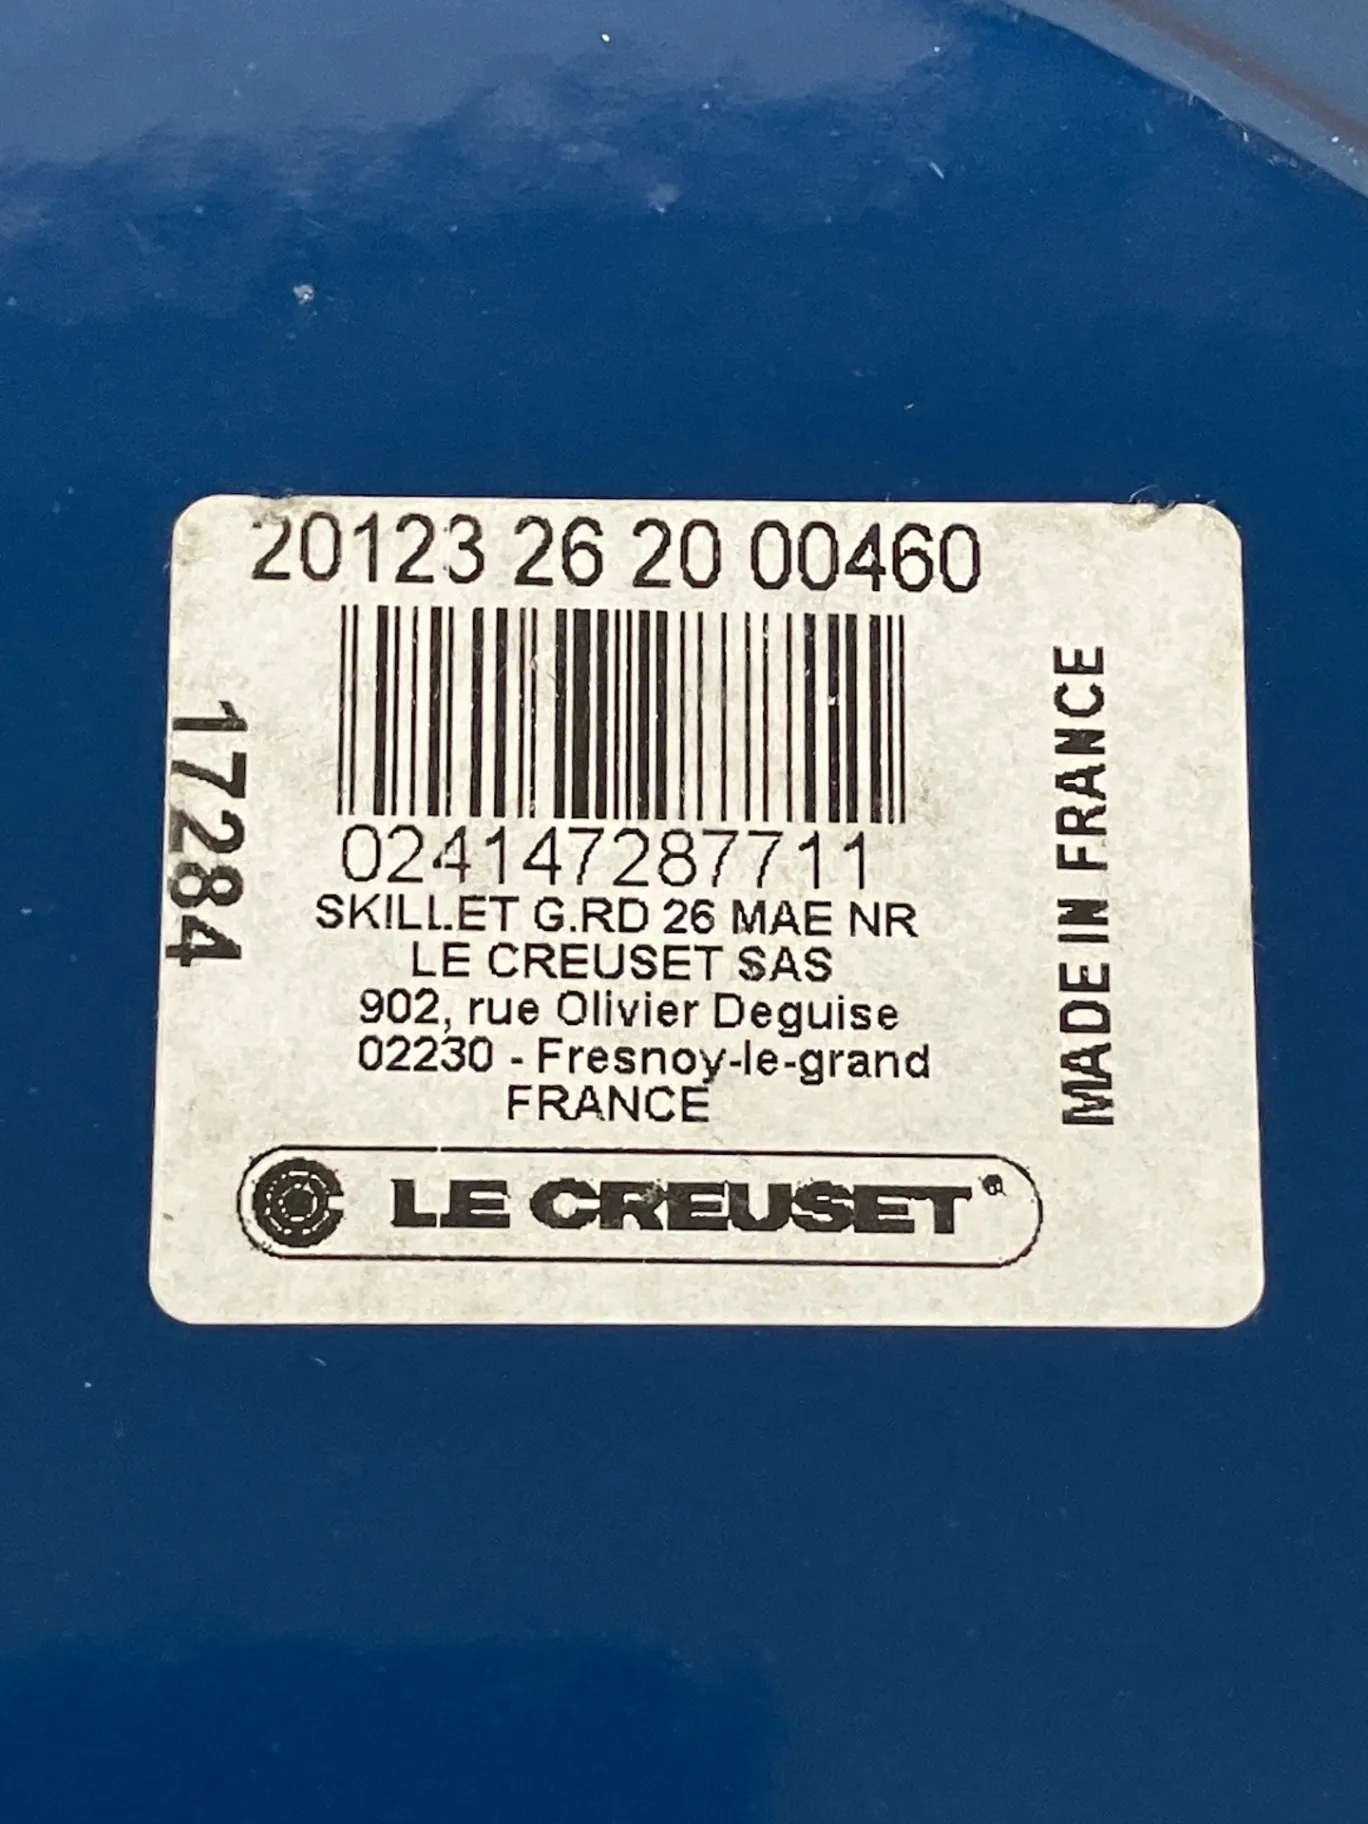 20123 26 20 00460
024147287711
SKILLET G.RD 26 MAE NR
LE CREUSET SAS
902, rue Olivier Deguise
02230 - Fresnoy-le-grand
FRANCE
LE CREUSET®
17284
MADE IN FRANCE